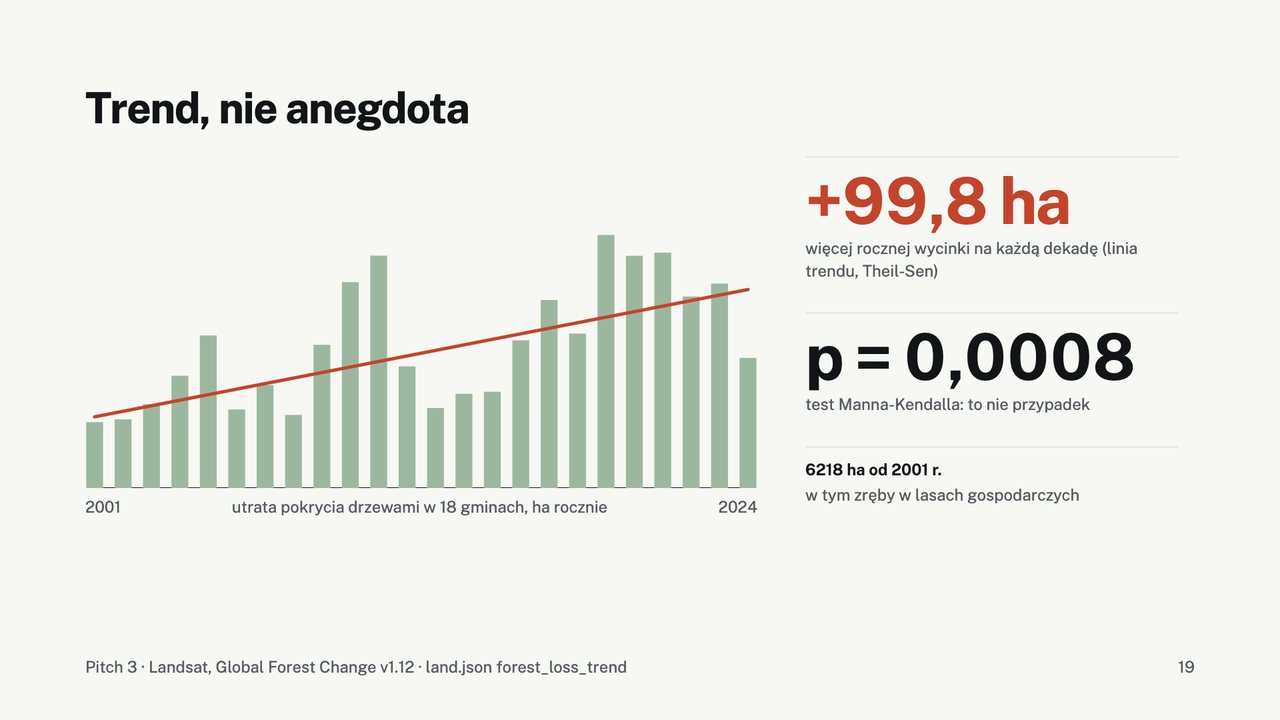 Trend, nie anegdota
+99,8 ha
więcej rocznej wycinki na każdą dekadę (linia
trendu, Theil-Sen)
p = 0,0008
test Manna-Kendalla: to nie przypadek
6218 ha od 2001 r.
w tym zręby w lasach gospodarczych
2001
utrata pokrycia drzewami w 18 gminach, ha rocznie
2024
Pitch 3 · Landsat, Global Forest Change v1.12 · land.json forest_loss_trend
19